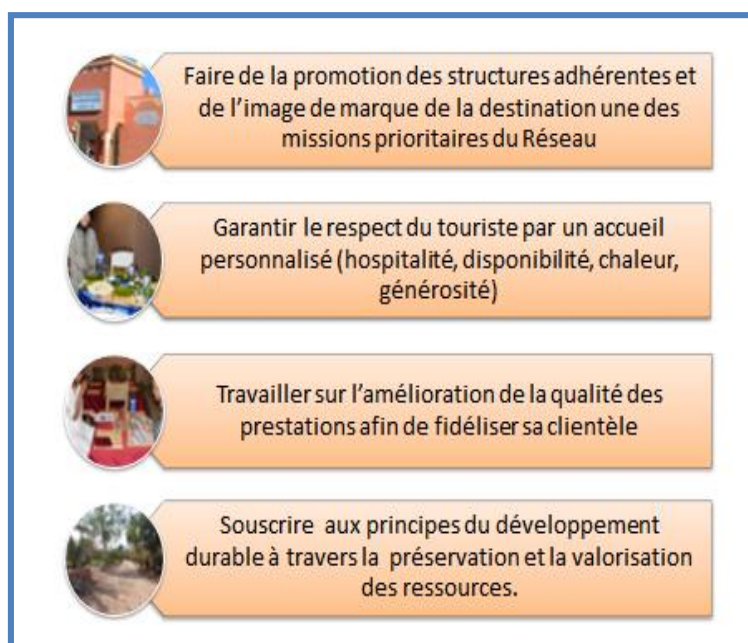 Faire de la promotion des structures adhérentes et
de l'image de marque de la destination une des
missions prioritaires du Réseau
Garantir le respect du touriste par un accueil
personnalisé (hospitalité, disponibilité, chaleur,
générosité)
Travailler sur l'amélioration de la qualité des
prestations afin de fidéliser sa clientèle
Souscrire aux principes du développement
durable à travers la préservation et la valorisation
des ressources.